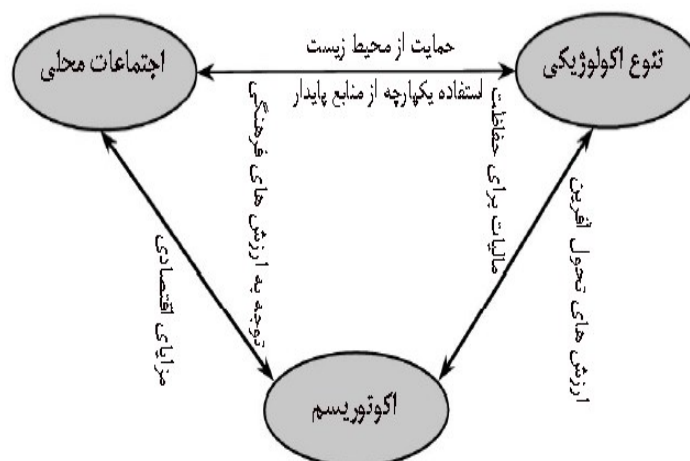 تنوع اکولوژیکی
حمایت از محیط زیست
اجتماعات محلی
استفاده یکهارچه از منابع پایدار
ارزش های تحول آفرین
مالیات برای حفاظت
توجه به ارزش های فرهنگی
مزایای اقتصادی
اکوتوریسم